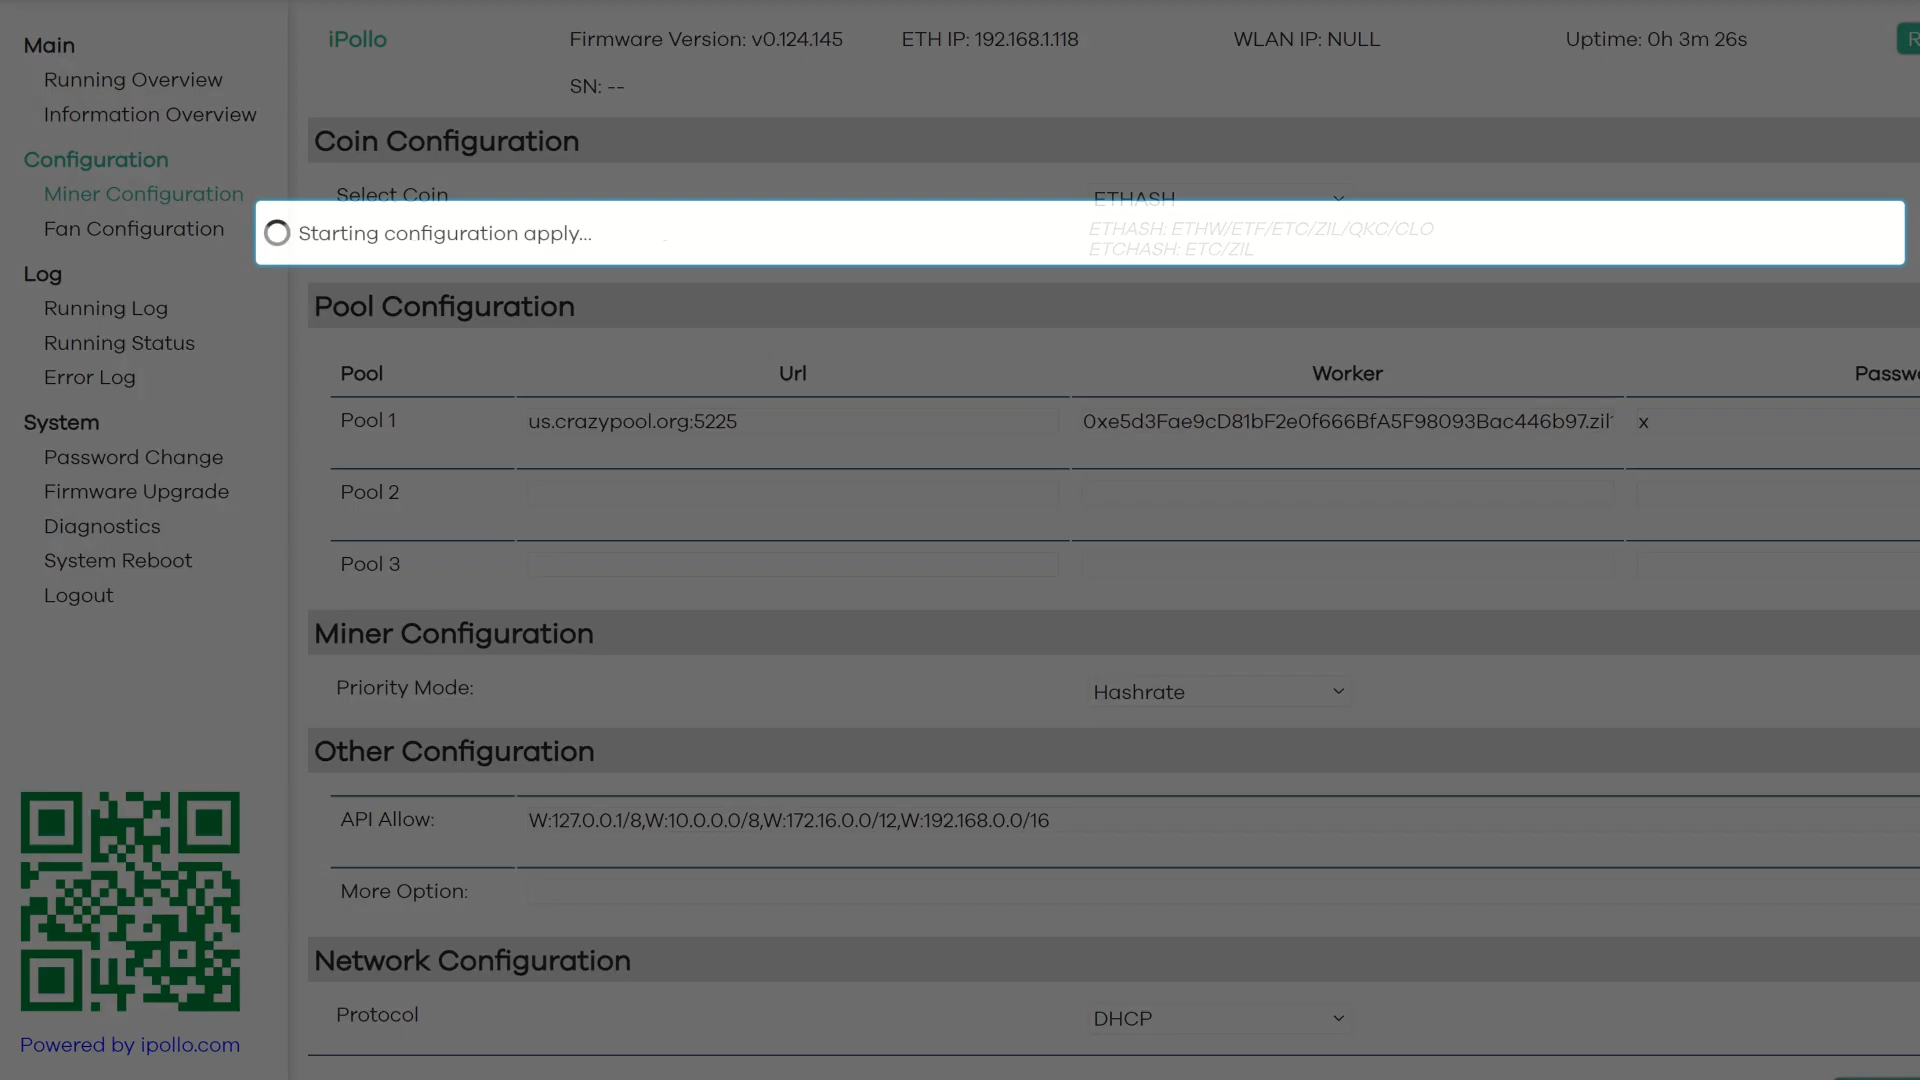 Main
Running Overview
Information Overview
Configuration
Miner Configuration
Fan Configuration
Log
Running Log
Running Status
Error Log
System
Password Change
Firmware Upgrade
Diagnostics
System Reboot
Logout
Powered by ipollo.com
iPollo
Firmware Version: v0.124.145
ETH IP: 192.168.1.118
WLAN IP: NULL
Uptime: 0h 3m 26s
SN: --
Coin Configuration
Select Coin
ETHASH
Starting configuration apply...
ETHASH: ETHW/ETF/ETC/ZIL/QKC/CLO
ETCHASH: ETC/ZIL
Pool Configuration
Pool Url Worker Passw
Pool 1 us.crazypool.org:5225 0xe5d3Fae9cD81bF2e0f666BfA5F98093Bac446b97.zil x
Pool 2
Pool 3
Miner Configuration
Priority Mode: Hashrate
Other Configuration
API Allow: W:127.0.0.1/8,W:10.0.0.0/8,W:172.16.0.0/12,W:192.168.0.0/16
More Option:
Network Configuration
Protocol DHCP